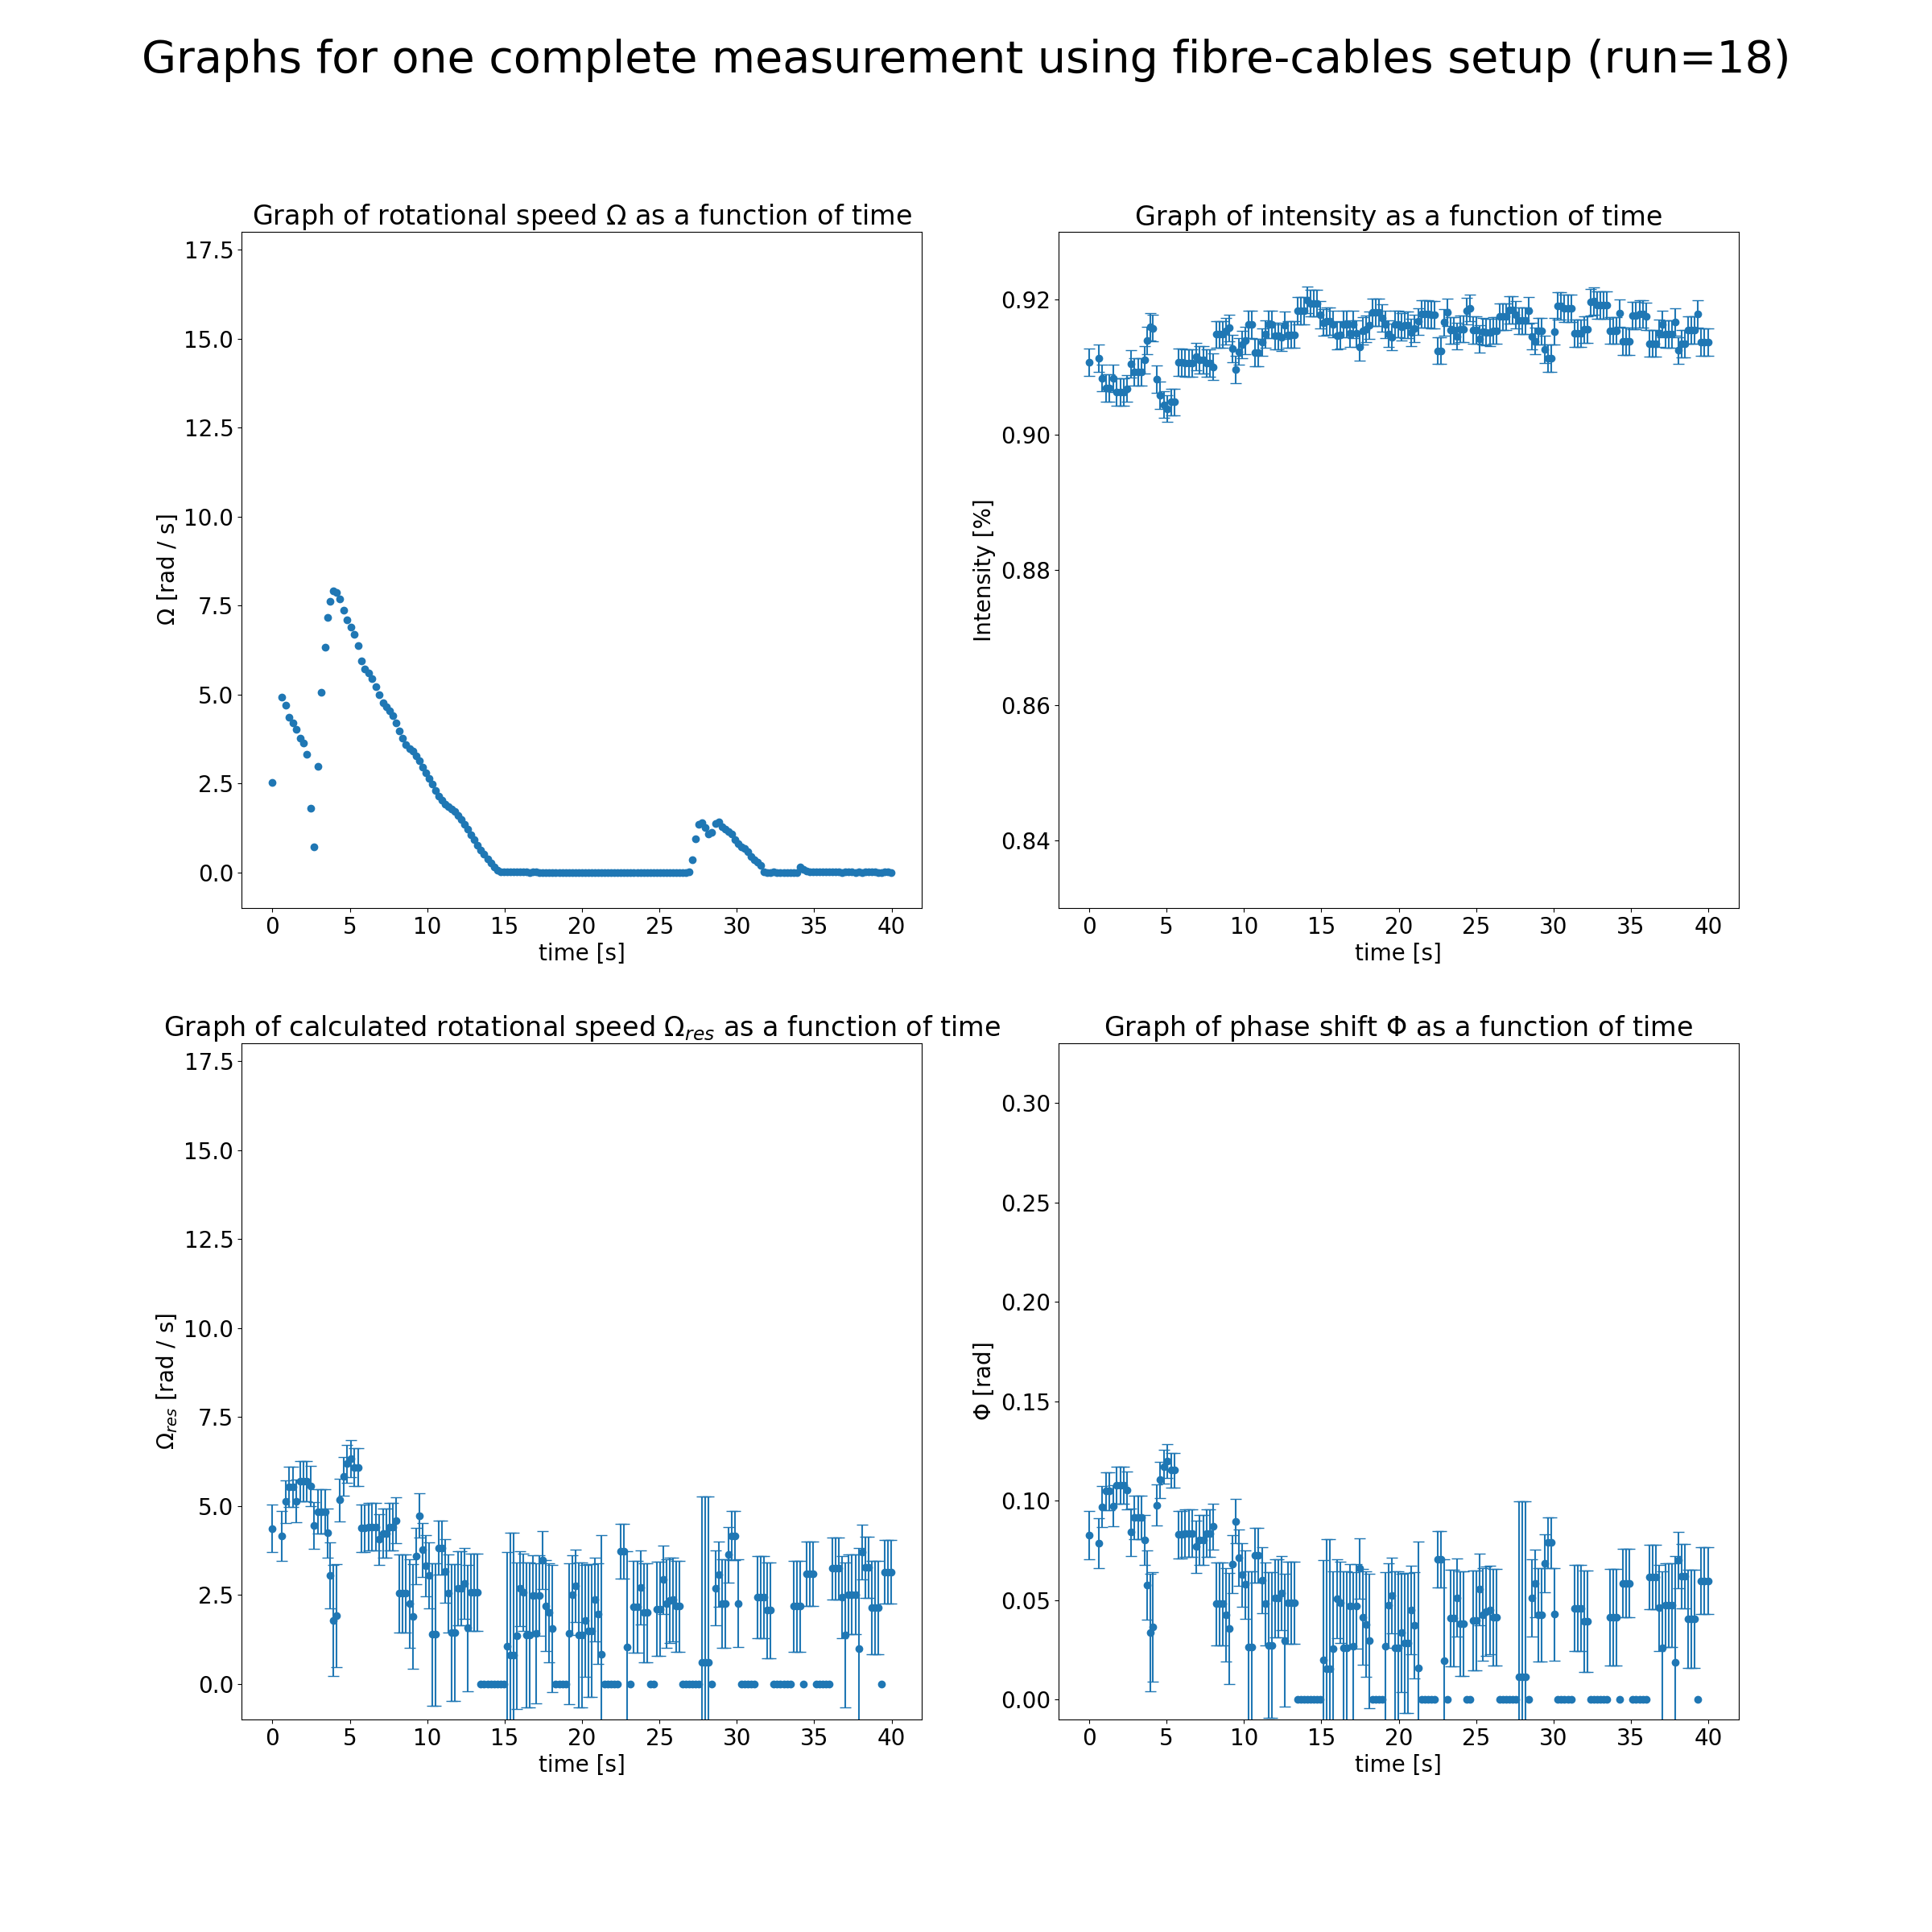 Graphs for one complete measurement using fibre-cables setup (run=18)
Graph of rotational speed Ω as a function of time
17.5
15.0
12.5
10.0
7.5
5.0
2.5
0.0
Ω [rad / s]
0 5 10 15 20 25 30 35 40
time [s]
Graph of intensity as a function of time
0.92
0.90
0.88
0.86
0.84
Intensity [%]
0 5 10 15 20 25 30 35 40
time [s]
Graph of calculated rotational speed Ωres as a function of time
17.5
15.0
12.5
10.0
7.5
5.0
2.5
0.0
Ωres [rad / s]
0 5 10 15 20 25 30 35 40
time [s]
Graph of phase shift Φ as a function of time
0.30
0.25
0.20
0.15
0.10
0.05
0.00
Φ [rad]
0 5 10 15 20 25 30 35 40
time [s]